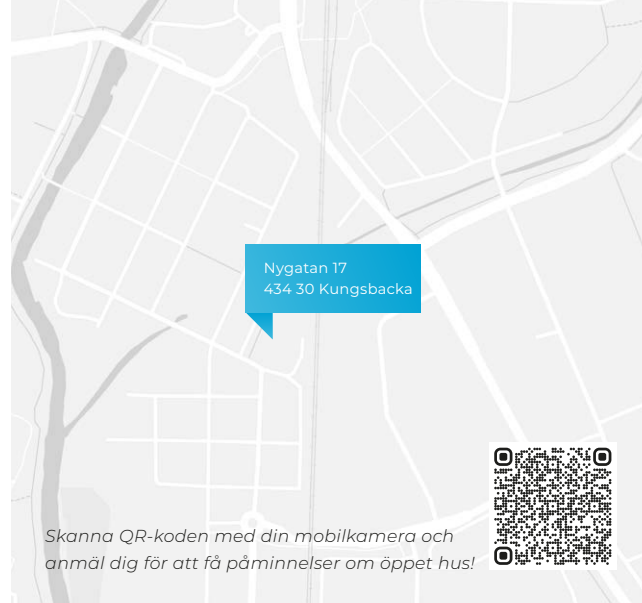 Nygatan 17
434 30 Kungsbacka
Skanna QR-koden med din mobilkamera och
anmäl dig för att få påminnelser om öppet hus!